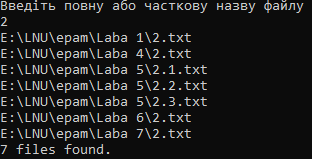 Введіть повну або часткову назву файлу
2
E:\LNU\epam\Laba 1\2.txt
E:\LNU\epam\Laba 4\2.txt
E:\LNU\epam\Laba 5\2.1.txt
E:\LNU\epam\Laba 5\2.2.txt
E:\LNU\epam\Laba 5\2.3.txt
E:\LNU\epam\Laba 6\2.txt
E:\LNU\epam\Laba 7\2.txt
7 files found.